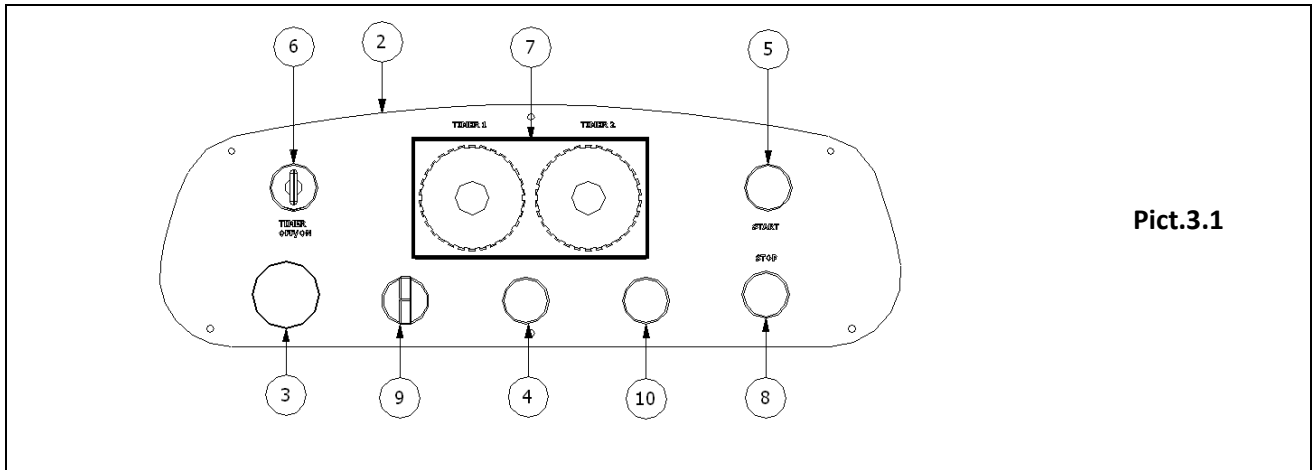 6 2 7 5
TIMER 1 TIMER 2
TIMER
OFF/ON
START
STOP
Pict.3.1
3 9 4 10 8